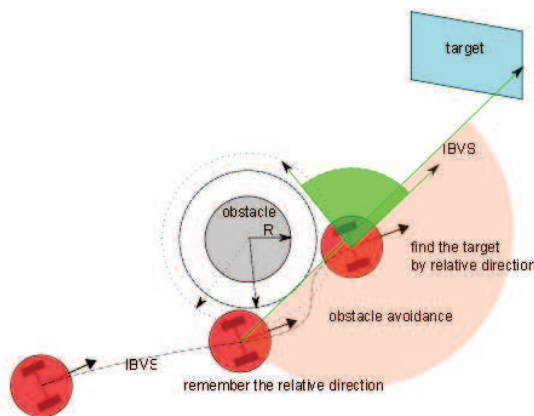 target
IBVS
obstacle
R
find the target
by relative direction
obstacle avoidance
IBVS
remember the relative direction